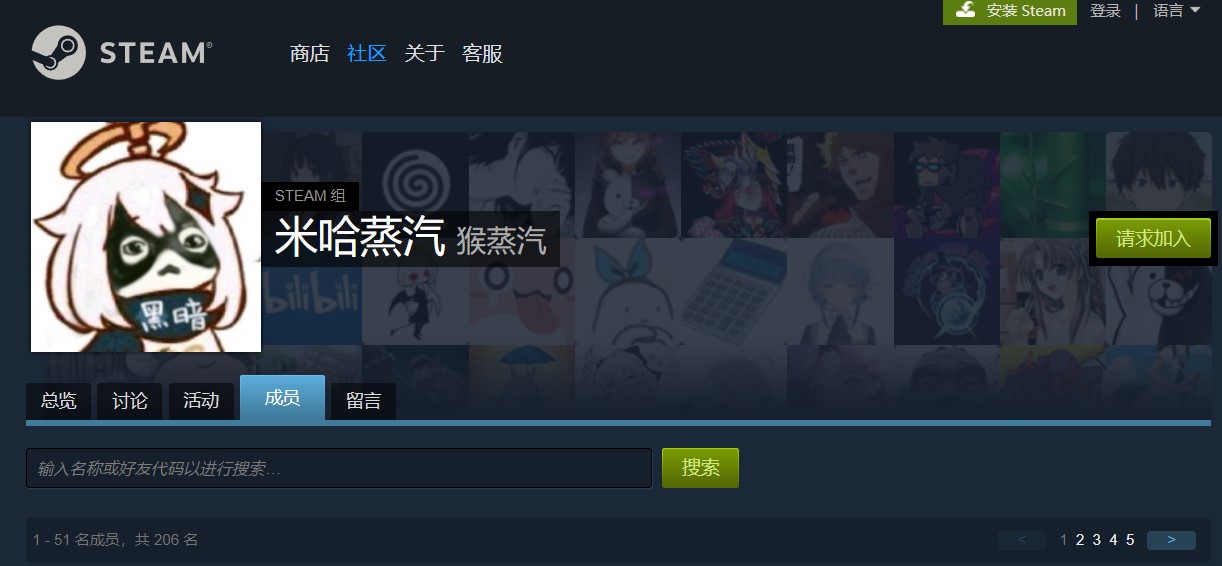 安装 Steam 登录 | 语言
STEAM® 商店 社区 关于 客服
STEAM 组
米哈蒸汽 猴蒸汽
请求加入
bilibili
黑暗
总览 讨论 活动 成员 留言
输入名称或好友代码以进行搜索...
搜索
1 - 51 名成员，共 206 名
< 1 2 3 4 5 >